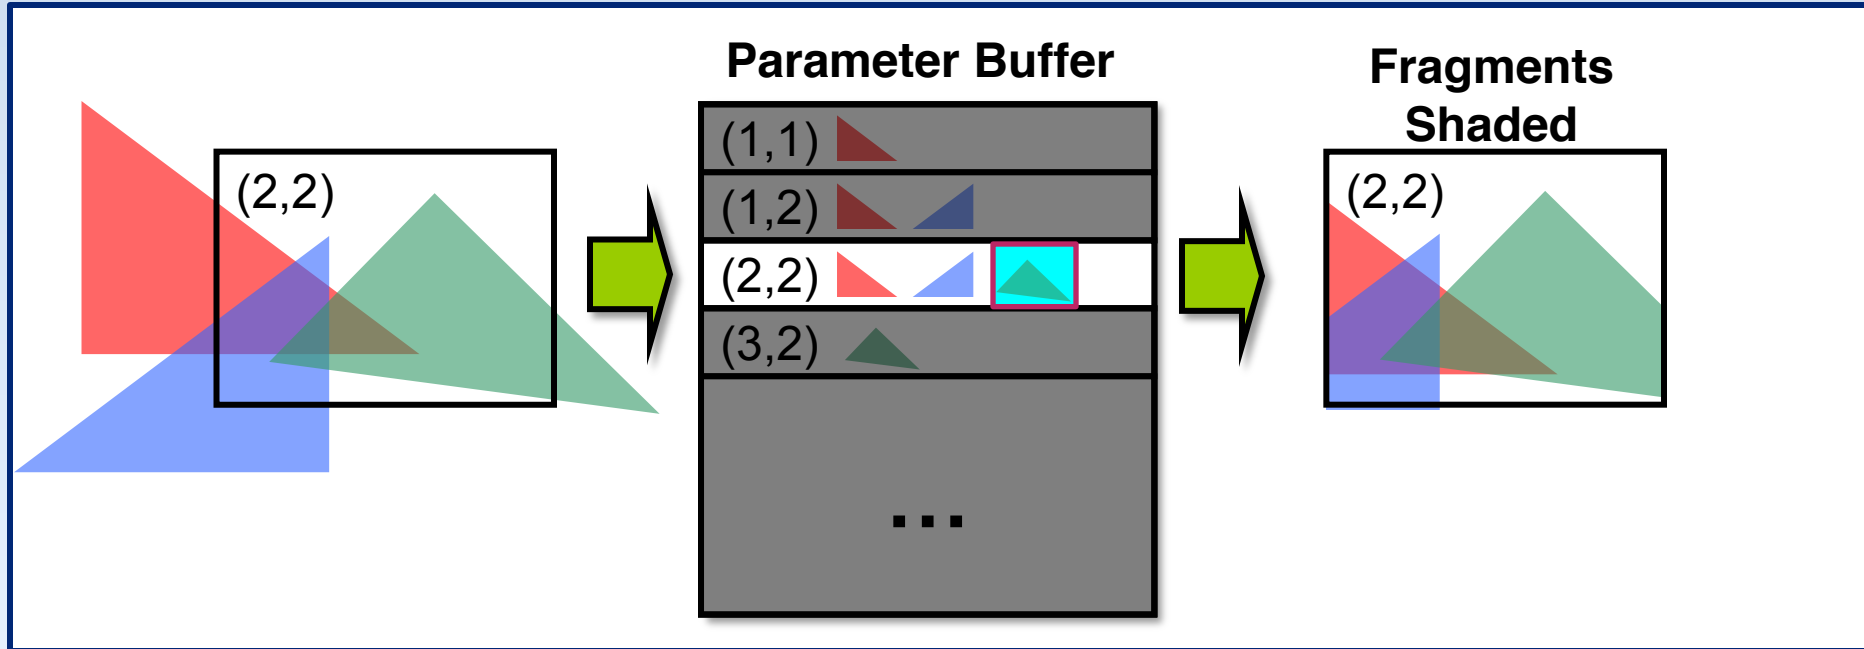 (2,2)
Parameter Buffer
(1,1)
(1,2)
(2,2)
(3,2)
...
Fragments
Shaded
(2,2)